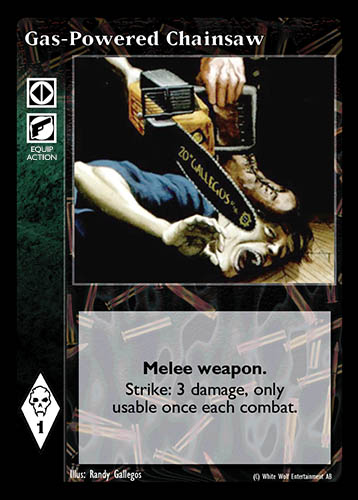 Gas-Powered Chainsaw
EQUIP
ACTION
20" GALLEGOS
Melee weapon.
Strike: 3 damage, only
usable once each combat.
1
Illus: Randy Gallegos
(C) White Wolf Entertainment AB